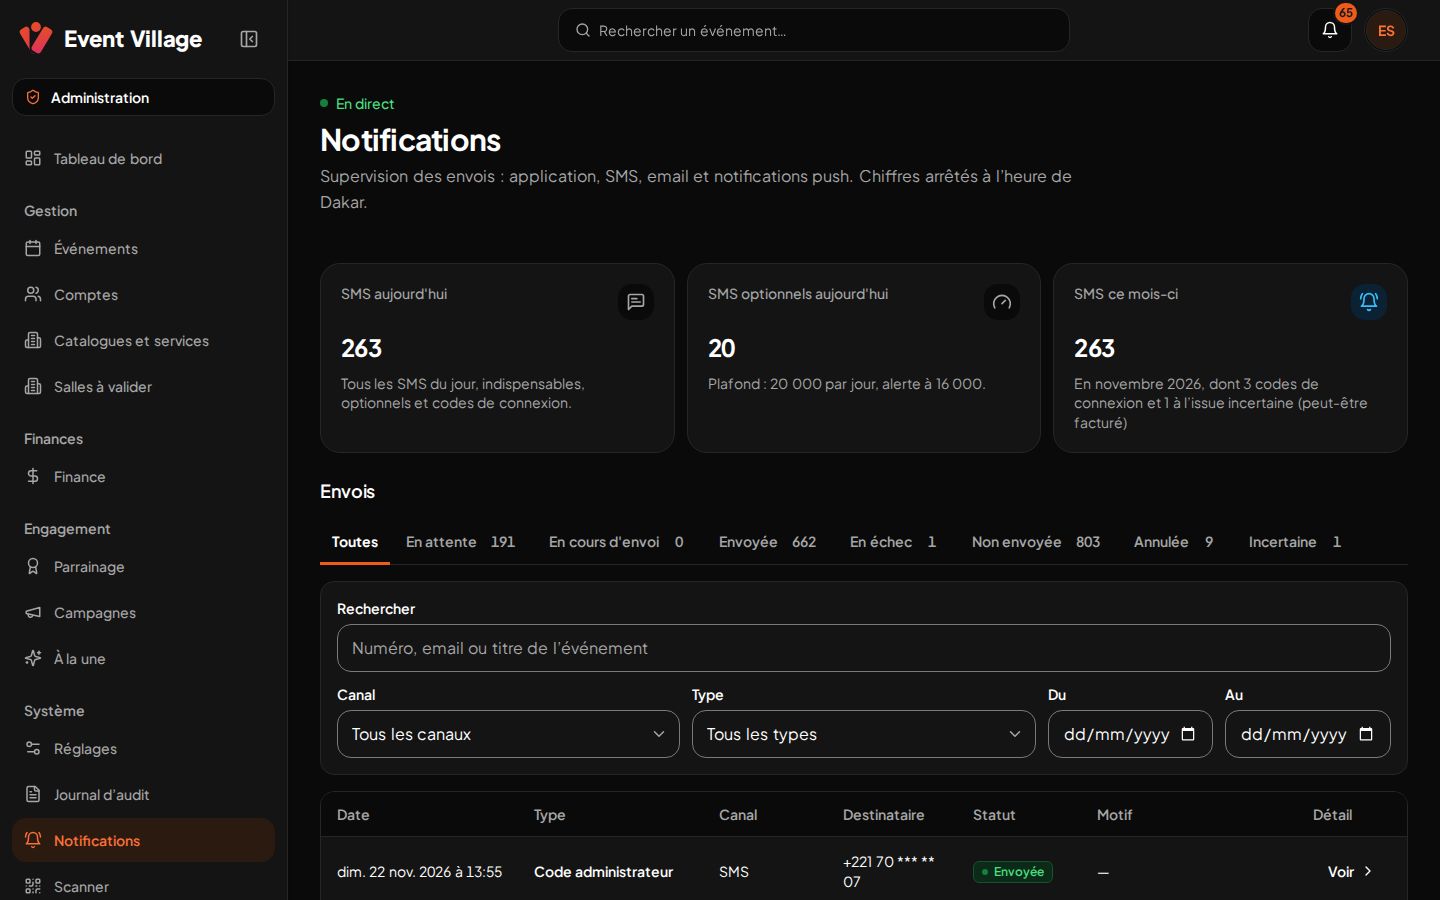 Event Village
Rechercher un événement...
65
ES
Administration
Tableau de bord
Gestion
Événements
Comptes
Catalogues et services
Salles à valider
Finances
Finance
Engagement
Parrainage
Campagnes
À la une
Système
Réglages
Journal d’audit
Notifications
Scanner
En direct
Notifications
Supervision des envois : application, SMS, email et notifications push. Chiffres arrêtés à l’heure de
Dakar.
SMS aujourd'hui
263
Tous les SMS du jour, indispensables,
optionnels et codes de connexion.
SMS optionnels aujourd'hui
20
Plafond : 20 000 par jour, alerte à 16 000.
SMS ce mois-ci
263
En novembre 2026, dont 3 codes de
connexion et 1 à l’issue incertaine (peut-être
facturé)
Envois
Toutes En attente 191 En cours d'envoi 0 Envoyée 662 En échec 1 Non envoyée 803 Annulée 9 Incertaine 1
Rechercher
Numéro, email ou titre de l’événement
Canal Type Du Au
Tous les canaux Tous les types dd/mm/yyyy dd/mm/yyyy
Date Type Canal Destinataire Statut Motif Détail
dim. 22 nov. 2026 à 13:55 Code administrateur SMS +221 70 *** ** 07 Envoyée — Voir